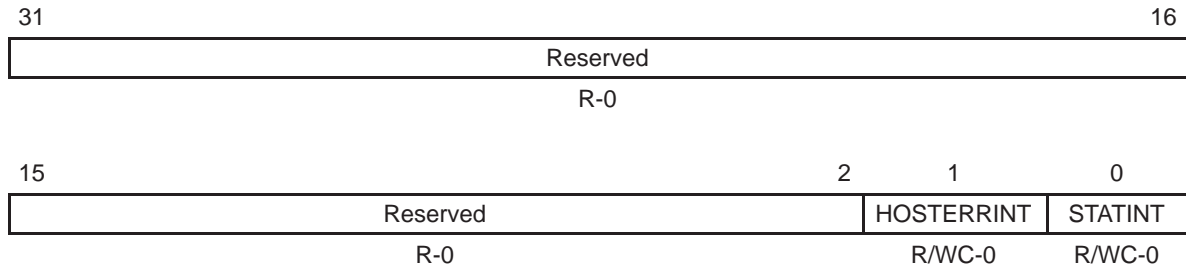 31 16
Reserved
R-0
15 2 1 0
Reserved HOSTERRINT STATINT
R-0 R/WC-0 R/WC-0